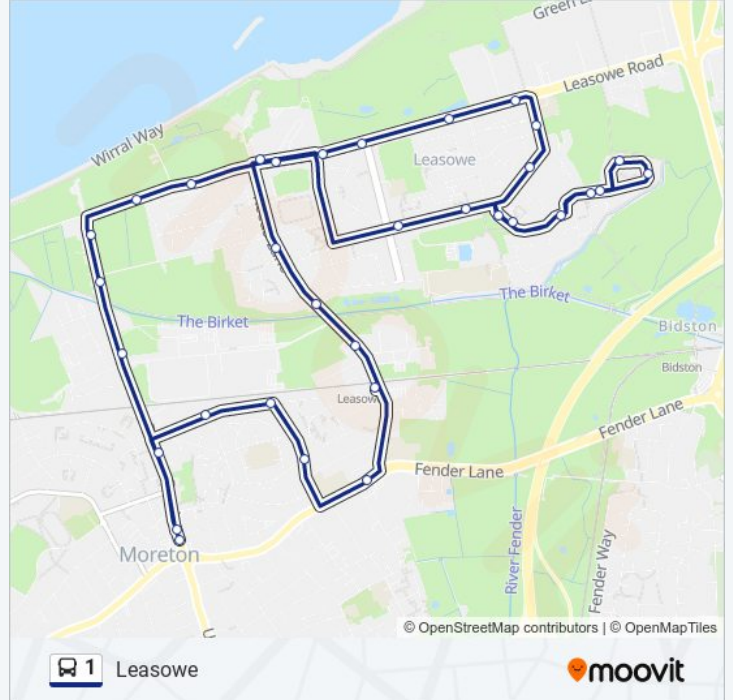 Green
Leasowe Road
Wirral Way
Leasowe
The Birket
The Birket
Bidston
Bidston
Leasow
Fender Lane
Fender Lane
River Fender
Fender Way
Moreton
© OpenStreetMap contributors | © OpenMapTiles
1 Leasowe
moovit